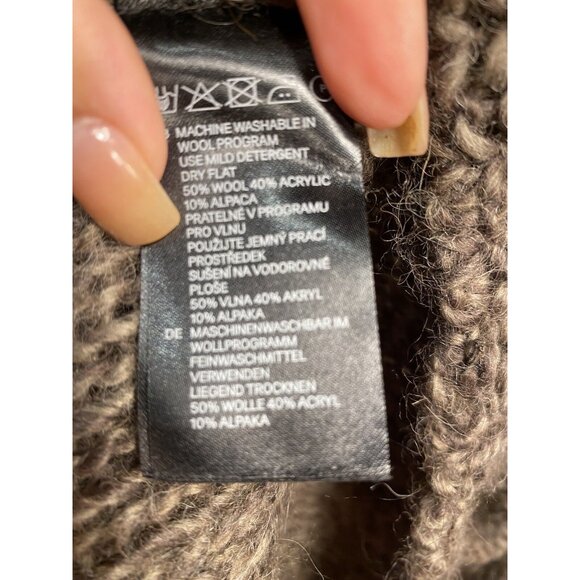 MACHINE WASHABLE IN
WOOL PROGRAM
USE MILD DETERGENT
DRY FLAT
50% WOOL 40% ACRYLIC
10% ALPACA
PRATELNÉ V PROGRAMU
PRO VLNU
POUŽIJTE JEMNÝ PRACÍ
PROSTŘEDEK
SUŠENÍ NA VODOROVNÉ
PLOŠE
50% VLNA 40% AKRYL
10% ALPAKA
DE MASCHINENWASCHBAR IM
WOLLPROGRAMM
FEINWASCHMITTEL
VERWENDEN
LIEGEND TROCKNEN
50% WOLLE 40% ACRYL
10% ALPAKA